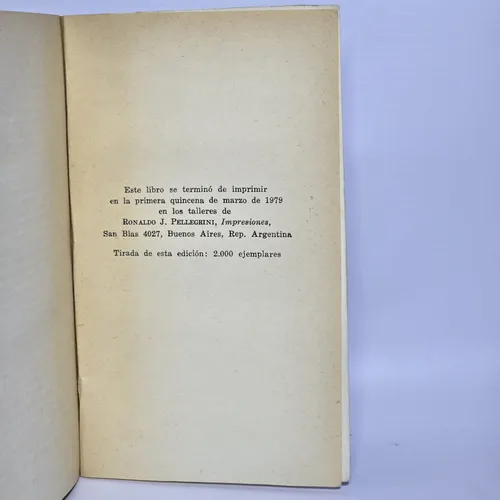 Este libro se terminó de imprimir
en la primera quincena de marzo de 1979
en los talleres de
RONALDO J. PELLEGRINI, Impresiones,
San Blas 4027, Buenos Aires, Rep. Argentina
Tirada de esta edición: 2.000 ejemplares